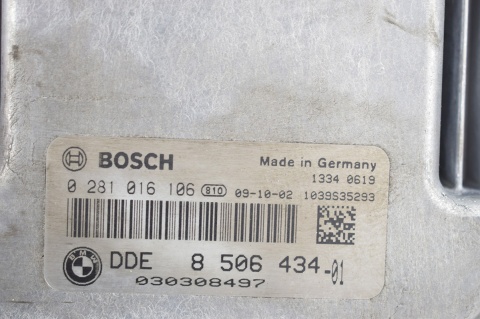 BOSCH
Made in Germany
1334 0619
0 281 016 106 810 09-10-02 1039S35293
BMW
DDE 8 506 434-01
030308497